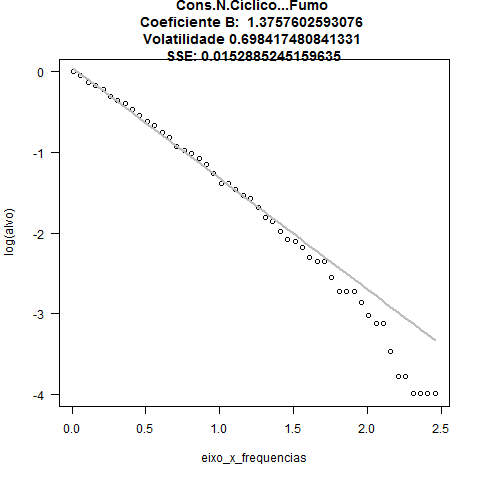 Cons.N.Ciclico...Fumo
Coeficiente B:  1.3757602593076
Volatilidade 0.698417480841331
SSE: 0.0152885245159635
0
-1
-2
-3
-4
log(alvo)
0.0 0.5 1.0 1.5 2.0 2.5
eixo_x_frequencias